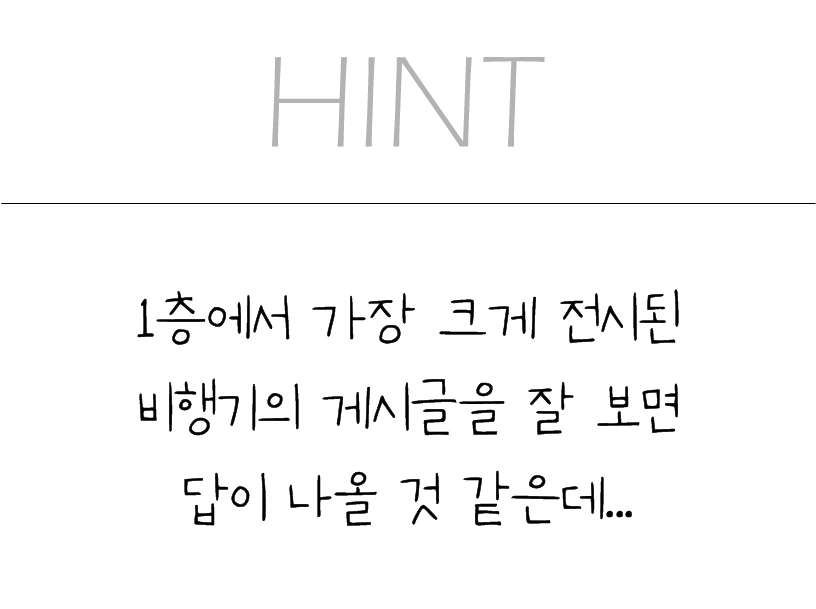 HINT
1층에서 가장 크게 전시된
비행기의 게시글을 잘 보면
답이 나올 것 같은데...